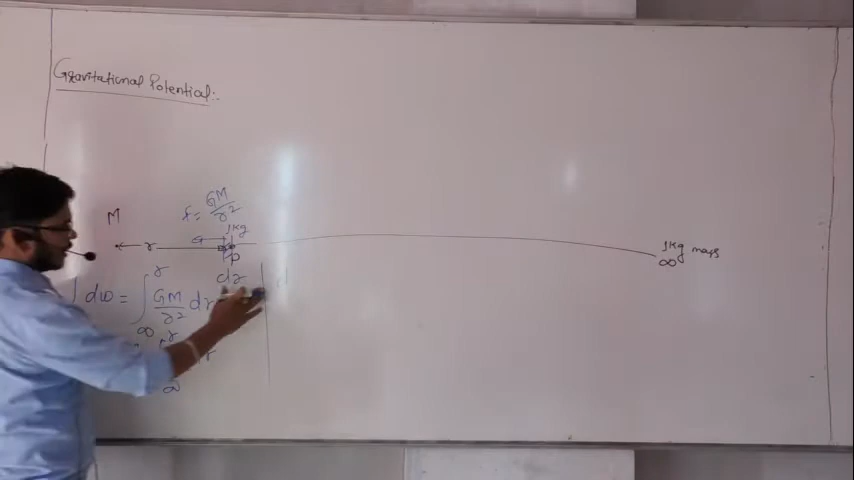 Gravitational Potential:-
M
f = GM/r²
1kg
r
P
1kg mass
∞
dr
∫dw = ∫ GM/r² dr
r
∞
r
∞